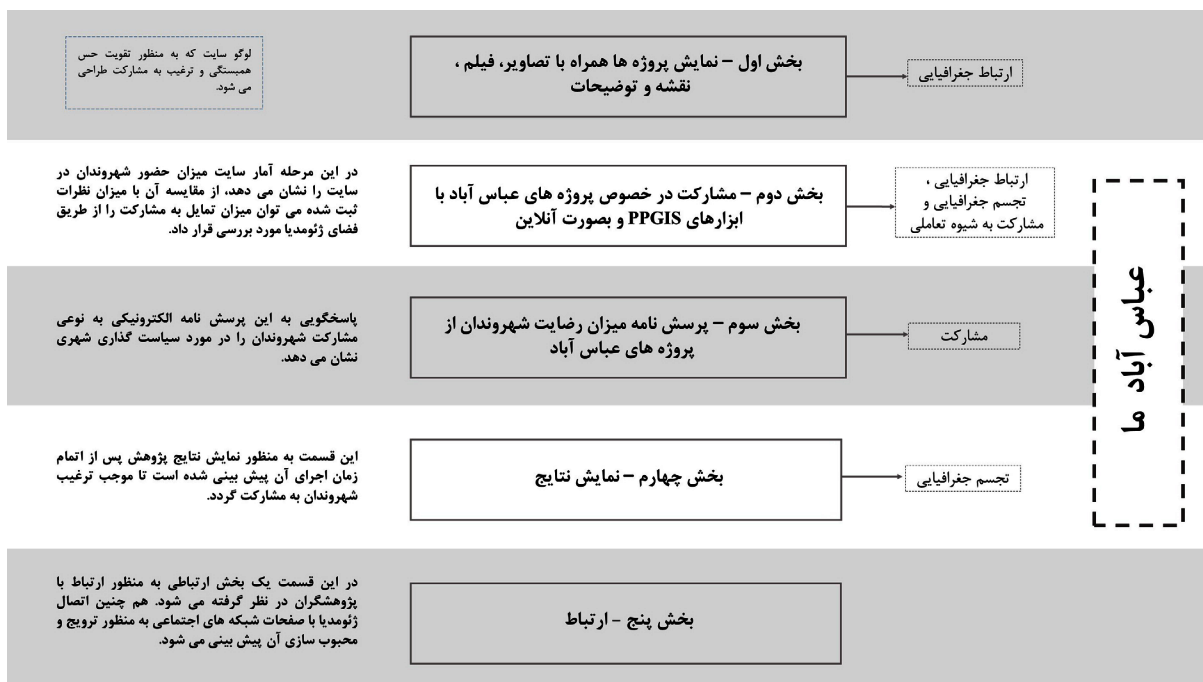 عباس آباد ما
ارتباط جغرافیایی
بخش اول – نمایش پروژه ها همراه با تصاویر، فیلم ،
نقشه و توضیحات
لوگو سایت که به منظور تقویت حس
همبستگی و ترغیب به مشارکت طراحی
می شود.
ارتباط جغرافیایی ،
تجسم جغرافیایی و
مشارکت به شیوه تعاملی
بخش دوم – مشارکت در خصوص پروژه های عباس آباد با
ابزارهای PPGIS و بصورت آنلاین
در این مرحله آمار سایت میزان حضور شهروندان در
سایت را نشان می دهد، از مقایسه آن با میزان نظرات
ثبت شده می توان میزان تمایل به مشارکت را از طریق
فضای ژئومدیا مورد بررسی قرار داد.
مشارکت
بخش سوم – پرسش نامه میزان رضایت شهروندان از
پروژه های عباس آباد
پاسخگویی به این پرسش نامه الکترونیکی به نوعی
مشارکت شهروندان را در مورد سیاست گذاری شهری
نشان می دهد.
تجسم جغرافیایی
بخش چهارم – نمایش نتایج
این قسمت به منظور نمایش نتایج پژوهش پس از اتمام
زمان اجرای آن پیش بینی شده است تا موجب ترغیب
شهروندان به مشارکت گردد.
بخش پنج - ارتباط
در این قسمت یک بخش ارتباطی به منظور ارتباط با
پژوهشگران در نظر گرفته می شود. هم چنین اتصال
ژئومدیا با صفحات شبکه های اجتماعی به منظور ترویج و
محبوب سازی آن پیش بینی می شود.